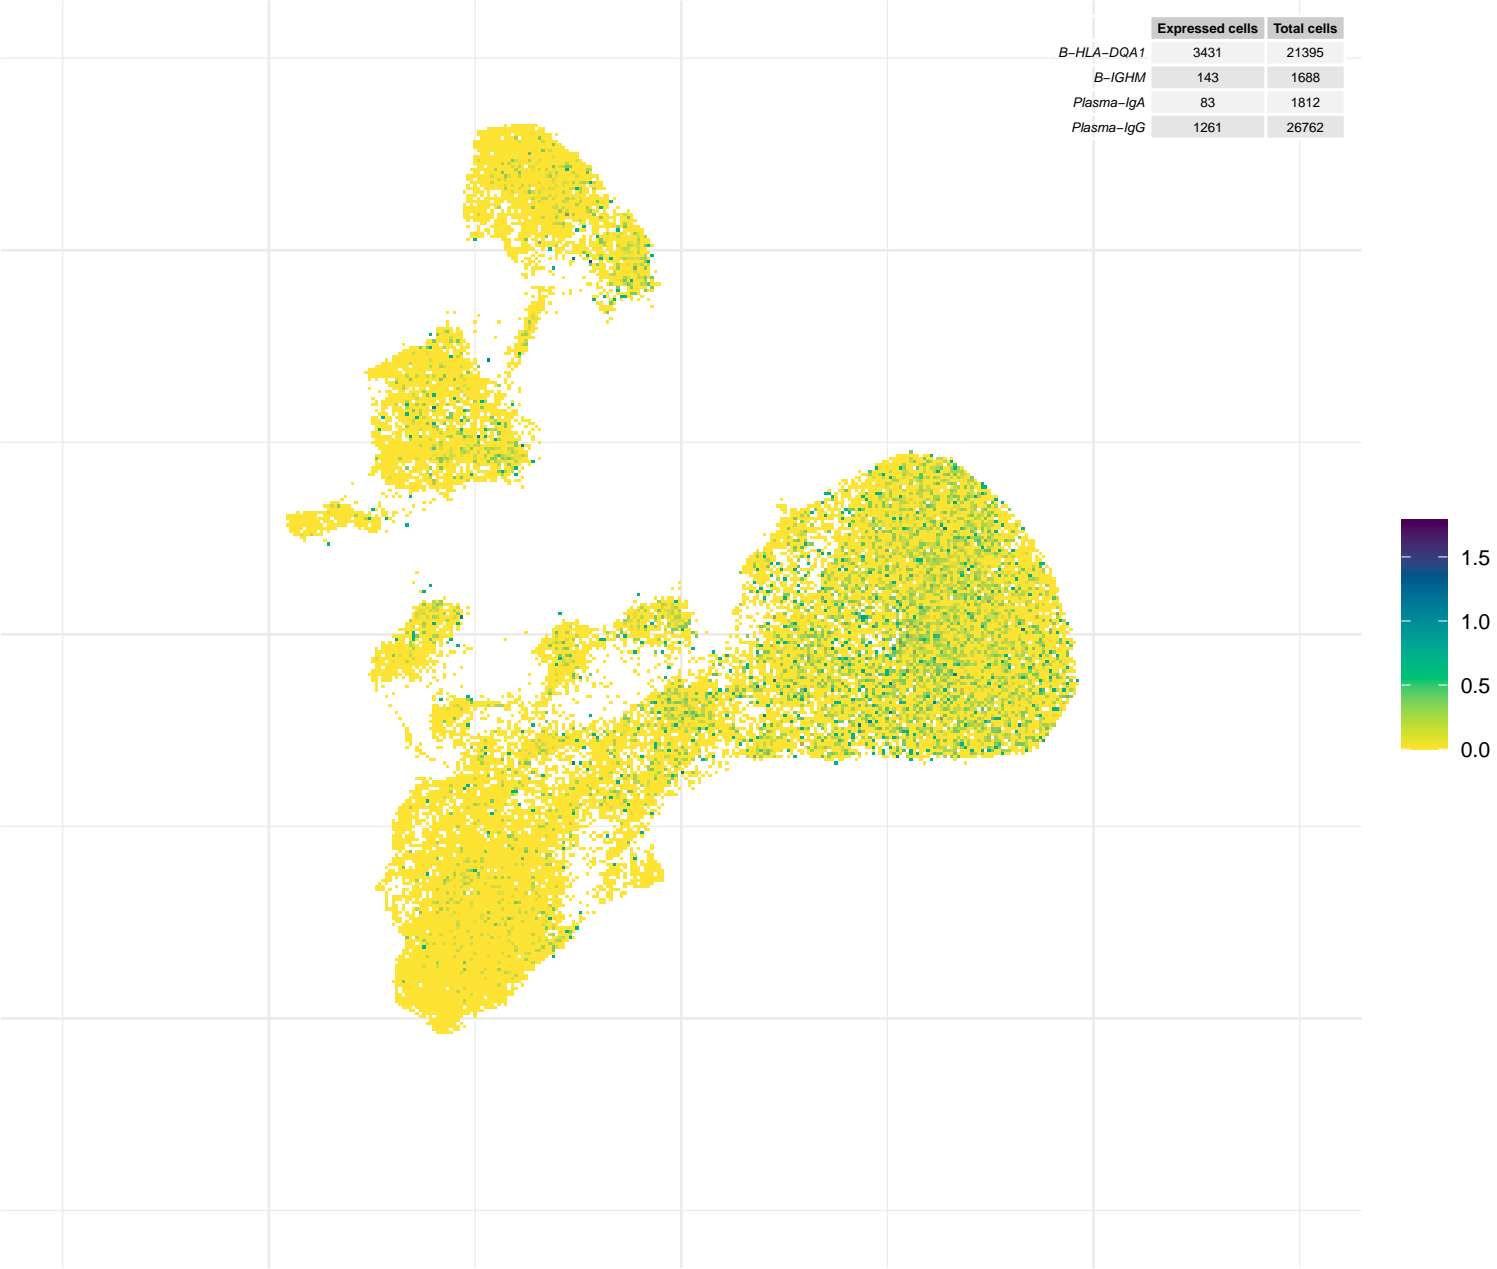 Expressed cells Total cells
B−HLA−DQA1 3431 21395
B−IGHM 143 1688
Plasma−IgA 83 1812
Plasma−IgG 1261 26762
1.5
1.0
0.5
0.0